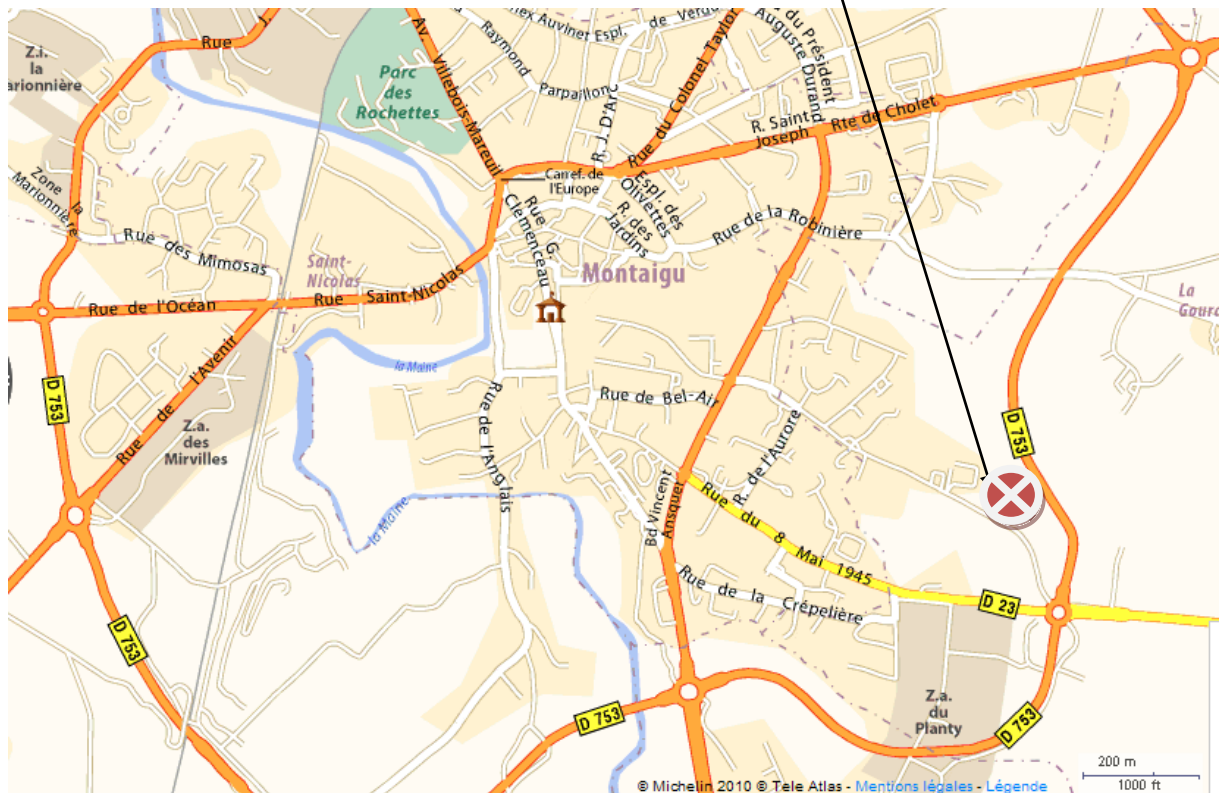 Rue J.
Av. Villebois-Mareuil
Raymond
Parpaillon
Auvinet Espl.
de
R. J. D'Arc
Rue du Colonel Taylor
Auguste Durand
du Président
Z.i.
la
Parc
des
Rochettes
R. Saint
Joseph
Rte de Cholet
Carref. de
l'Europe
Espl. des
Olivettes
R. des
Jardins
Rue de la Robinière
Zone la
Marionnière
Rue des Mimosas
Rue G.
Clemenceau
Saint-
Nicolas
Montaigu
La
Rue de l'Océan
Rue Saint-Nicolas
la Maine
Rue de l'Avenir
D 753
Z.a.
des
Mirvilles
Rue de l'Anglais
Rue de Bel-Air
R. de l'Aurore
D 753
la Maine
Bd Vincent
Ansquer
Rue du 8 Mai 1945
Rue de la Crépelière
D 23
D 753
Z.a.
du
Planty
D 753
D 753
200 m
1000 ft
© Michelin 2010 © Tele Atlas - Mentions légales - Légende